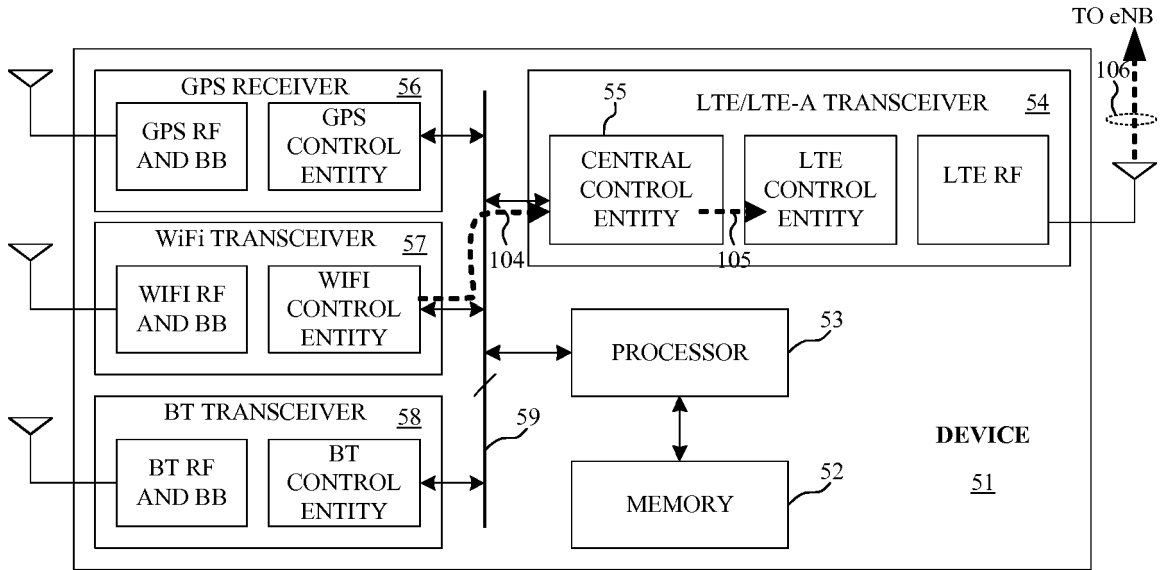 TO eNB
106
GPS RECEIVER
56
GPS RF
AND BB
GPS
CONTROL
ENTITY
55
LTE/LTE-A TRANSCEIVER
54
CENTRAL
CONTROL
ENTITY
LTE
CONTROL
ENTITY
LTE RF
104
105
WiFi TRANSCEIVER
57
WIFI RF
AND BB
WIFI
CONTROL
ENTITY
53
PROCESSOR
BT TRANSCEIVER
58
BT RF
AND BB
BT
CONTROL
ENTITY
59
52
MEMORY
DEVICE
51